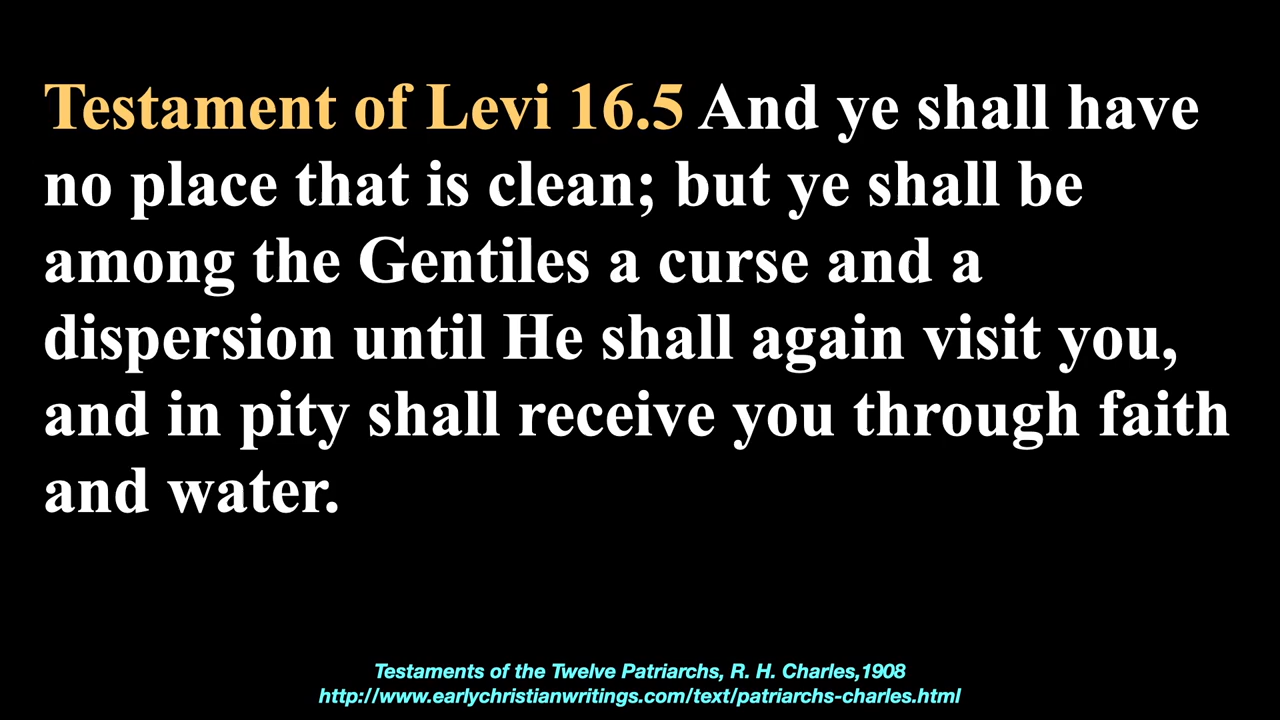 Testament of Levi 16.5 And ye shall have
no place that is clean; but ye shall be
among the Gentiles a curse and a
dispersion until He shall again visit you,
and in pity shall receive you through faith
and water.
Testaments of the Twelve Patriarchs, R. H. Charles,1908
http://www.earlychristianwritings.com/text/patriarchs-charles.html